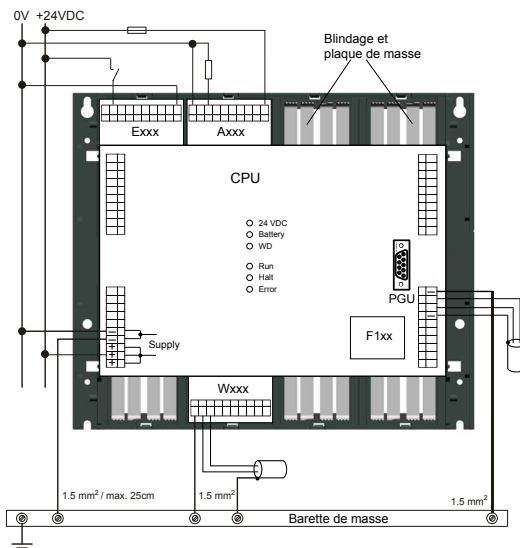 0V +24VDC
Blindage et
plaque de masse
Exxx
Axxx
CPU
24 VDC
Battery
WD
Run
Halt
Error
PGU
F1xx
–
–
+
+
+
Supply
–
–
Wxxx
1.5 mm² / max. 25cm
1.5 mm²
1.5 mm²
Barette de masse